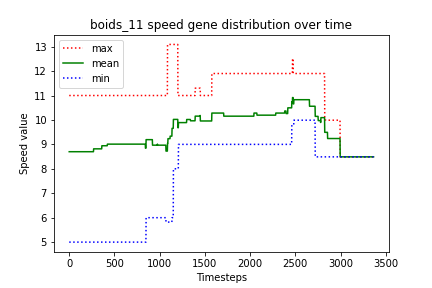 boids_11 speed gene distribution over time
max
mean
min
Speed value
13
12
11
10
9
8
7
6
5
0 500 1000 1500 2000 2500 3000 3500
Timesteps